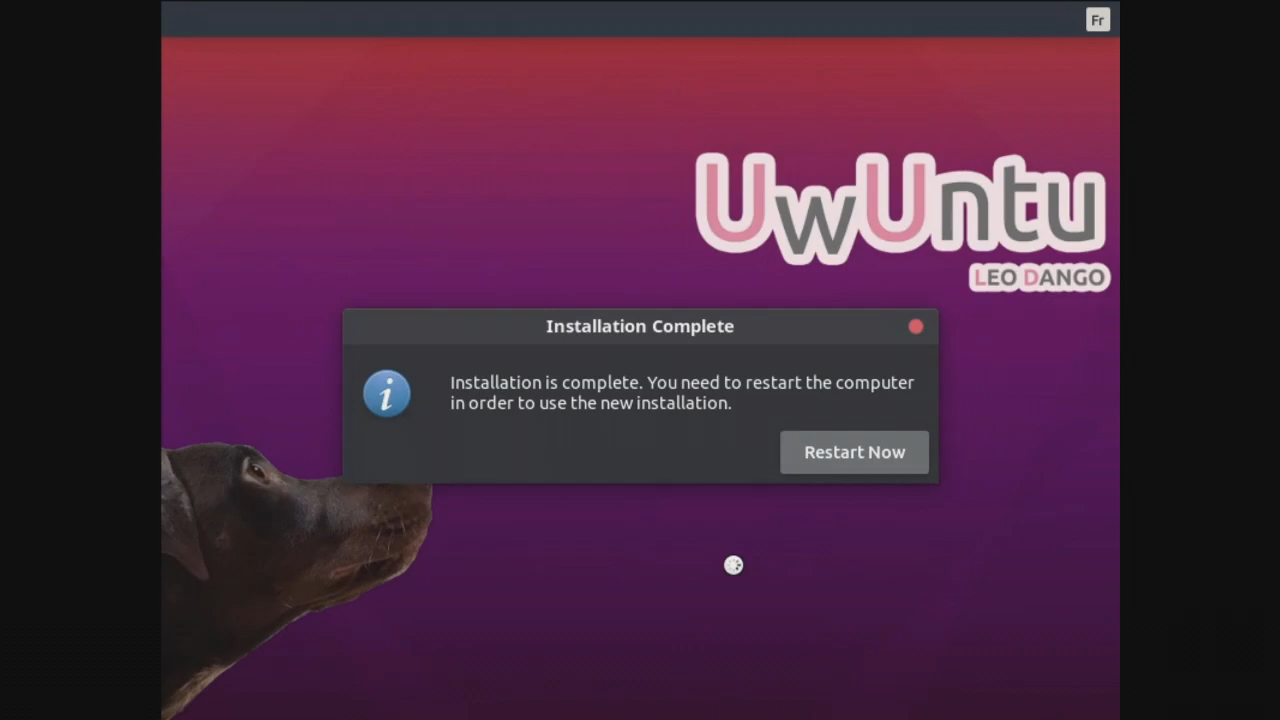 Fr
UwUntu
LEO DANGO
Installation Complete
Installation is complete. You need to restart the computer
in order to use the new installation.
Restart Now